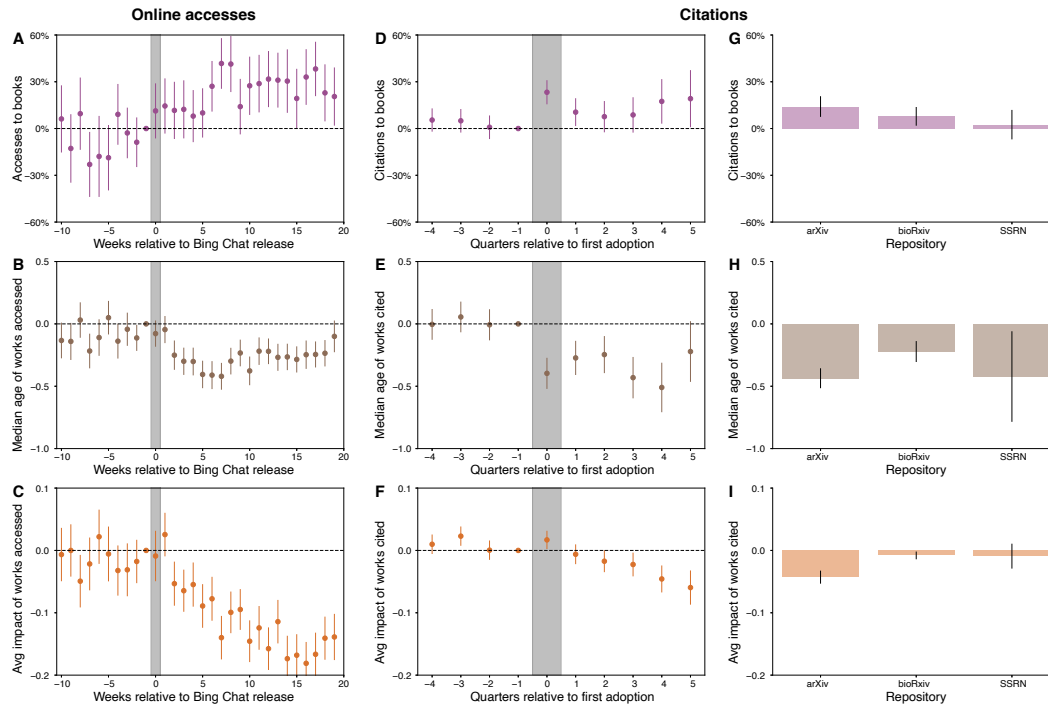 Online accesses
Citations
A
Accesses to books
60%
30%
0%
−30%
−60%
−10
−5
0
5
10
15
20
Weeks relative to Bing Chat release
D
Citations to books
60%
30%
0%
−30%
−60%
−4
−3
−2
−1
0
1
2
3
4
5
Quarters relative to first adoption
G
Citations to books
60%
30%
0%
−30%
−60%
arXiv
bioRxiv
SSRN
Repository
B
Median age of works accessed
0.5
0.0
−0.5
−1.0
−10
−5
0
5
10
15
20
Weeks relative to Bing Chat release
E
Median age of works cited
0.5
0.0
−0.5
−1.0
−4
−3
−2
−1
0
1
2
3
4
5
Quarters relative to first adoption
H
Median age of works cited
0.5
0.0
−0.5
−1.0
arXiv
bioRxiv
SSRN
Repository
C
Avg impact of works accessed
0.1
0.0
−0.1
−0.2
−10
−5
0
5
10
15
20
Weeks relative to Bing Chat release
F
Avg impact of works cited
0.1
0.0
−0.1
−0.2
−4
−3
−2
−1
0
1
2
3
4
5
Quarters relative to first adoption
I
Avg impact of works cited
0.1
0.0
−0.1
−0.2
arXiv
bioRxiv
SSRN
Repository